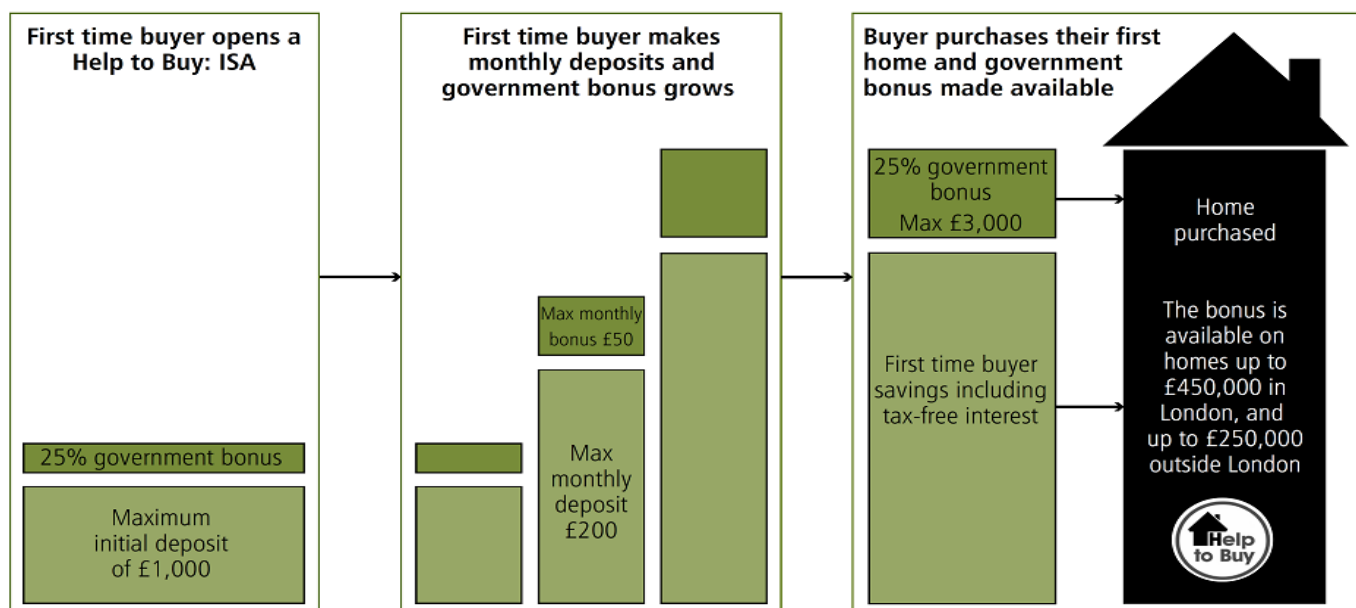 First time buyer opens a
Help to Buy: ISA
25% government bonus
Maximum
initial deposit
of £1,000
First time buyer makes
monthly deposits and
government bonus grows
Max monthly
bonus £50
Max
monthly
deposit
£200
Buyer purchases their first
home and government
bonus made available
25% government
bonus
Max £3,000
First time buyer
savings including
tax-free interest
Home
purchased
The bonus is
available on
homes up to
£450,000 in
London, and
up to £250,000
outside London
Help
to Buy